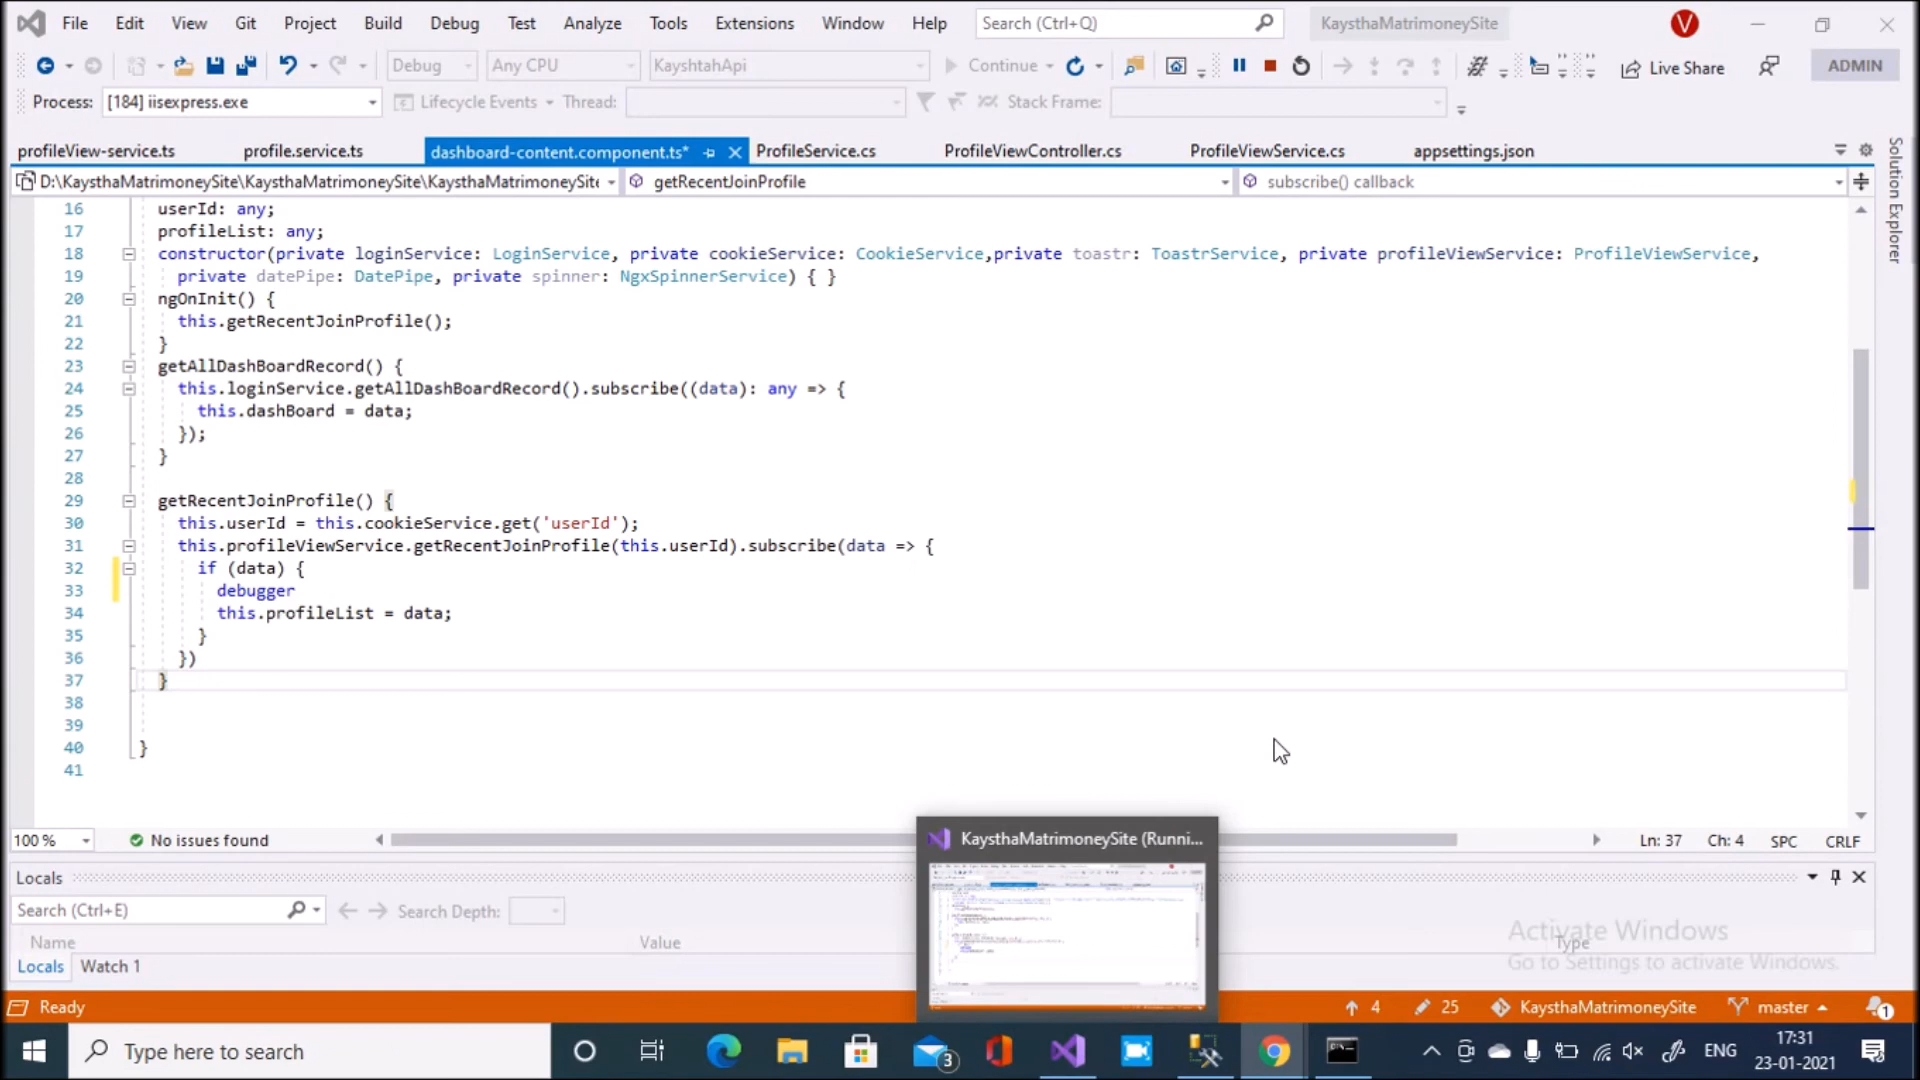 File Edit View Git Project Build Debug Test Analyze Tools Extensions Window Help Search (Ctrl+Q) KaysthaMatrimoneySite V
Debug Any CPU KayshtahApi Continue Live Share ADMIN
Process: [184] iisexpress.exe Lifecycle Events Thread: Stack Frame:
profileView-service.ts profile.service.ts dashboard-content.component.ts* ProfileService.cs ProfileViewController.cs ProfileViewService.cs appsettings.json
D:\KaysthaMatrimoneySite\KaysthaMatrimoneySite\KaysthaMatrimoneySite getRecentJoinProfile subscribe() callback
Solution Explorer
16 userId: any;
17 profileList: any;
18 constructor(private loginService: LoginService, private cookieService: CookieService,private toastr: ToastrService, private profileViewService: ProfileViewService,
19 private datePipe: DatePipe, private spinner: NgxSpinnerService) { }
20 ngOnInit() {
21 this.getRecentJoinProfile();
22 }
23 getAllDashBoardRecord() {
24 this.loginService.getAllDashBoardRecord().subscribe((data): any => {
25 this.dashBoard = data;
26 });
27 }
28
29 getRecentJoinProfile() {
30 this.userId = this.cookieService.get('userId');
31 this.profileViewService.getRecentJoinProfile(this.userId).subscribe(data => {
32 if (data) {
33 debugger
34 this.profileList = data;
35 }
36 })
37 }
38
39
40 }
41
100 % No issues found Ln: 37 Ch: 4 SPC CRLF
KaysthaMatrimoneySite (Runni...
Locals
Search (Ctrl+E) Search Depth:
Name Value Type
Activate Windows
Go to Settings to activate Windows.
Locals Watch 1
Ready 4 25 KaysthaMatrimoneySite master 1
Type here to search 3 ENG 17:31
23-01-2021